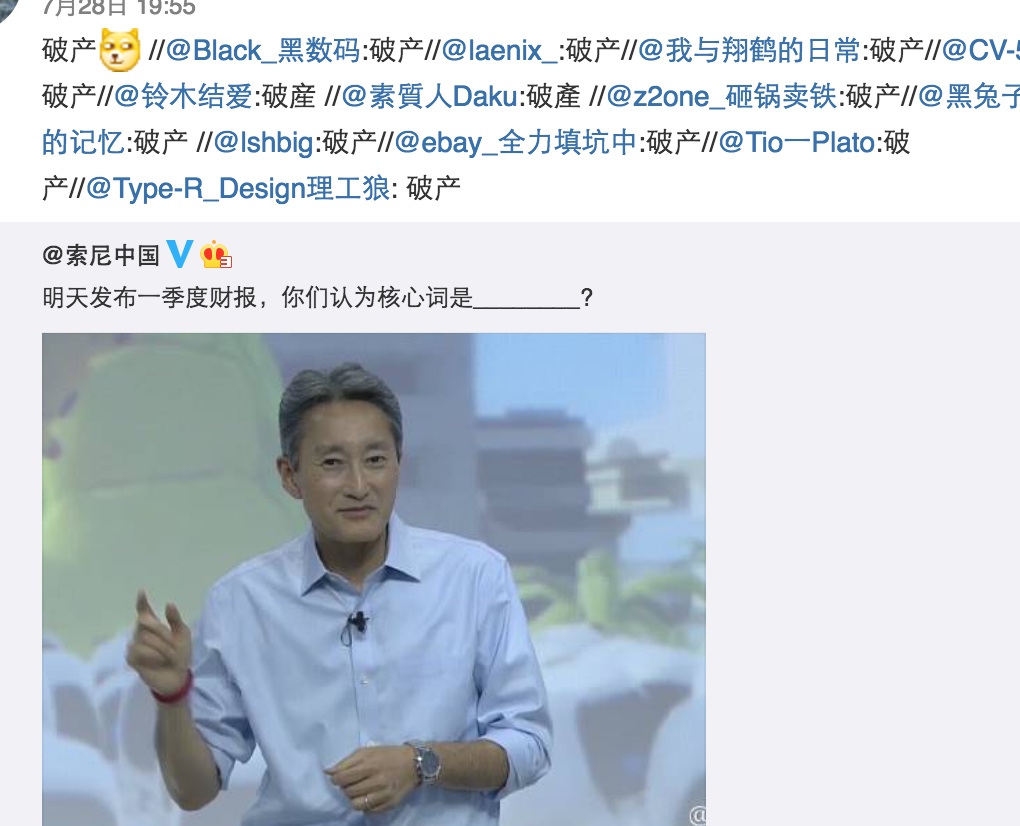 7月28日 19:55
破产 //@Black_黑数码:破产//@laenix_:破产//@我与翔鹤的日常:破产//@CV-5
破产//@铃木结爱:破産 //@素質人Daku:破產 //@z2one_砸锅卖铁:破产//@黑兔子
的记忆:破产 //@lshbig:破产//@ebay_全力填坑中:破产//@Tio一Plato:破
产//@Type-R_Design理工狼: 破产
@索尼中国
明天发布一季度财报，你们认为核心词是________?
@